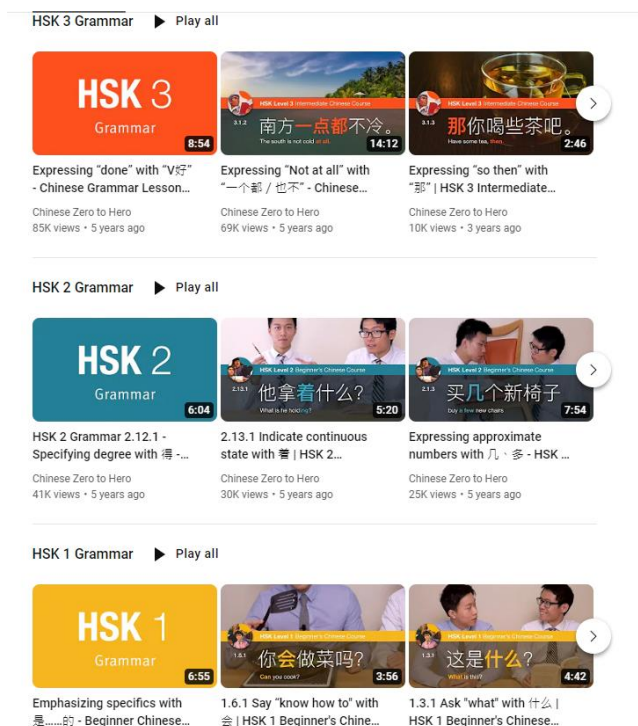 HSK 3 Grammar ▶ Play all
HSK 3
Grammar
8:54
HSK Level 3 Intermediate Chinese Course
3.1.2
南方一点都不冷。
The south is not cold at all.
14:12
HSK Level 3 Intermediate Chinese Course
3.1.3
那你喝些茶吧。
Have some tea, then.
2:46
Expressing “done” with “V好”
- Chinese Grammar Lesson...
Chinese Zero to Hero
85K views • 5 years ago
Expressing “Not at all” with
“一个都 / 也不” - Chinese...
Chinese Zero to Hero
69K views • 5 years ago
Expressing “so then” with
“那” | HSK 3 Intermediate...
Chinese Zero to Hero
10K views • 3 years ago
HSK 2 Grammar ▶ Play all
HSK 2
Grammar
6:04
HSK Level 2 Beginner's Chinese Course
2.13.1
他拿着什么?
What is he holding?
5:20
HSK Level 2 Beginner's Chinese Course
2.1.3
买几个新椅子
buy a few new chairs
7:54
HSK 2 Grammar 2.12.1 -
Specifying degree with 得 -...
Chinese Zero to Hero
41K views • 5 years ago
2.13.1 Indicate continuous
state with 着 | HSK 2...
Chinese Zero to Hero
30K views • 5 years ago
Expressing approximate
numbers with 几、多 - HSK ...
Chinese Zero to Hero
25K views • 5 years ago
HSK 1 Grammar ▶ Play all
HSK 1
Grammar
6:55
HSK Level 1 Beginner's Chinese Course
1.6.1
你会做菜吗?
Can you cook?
3:56
HSK Level 1 Beginner's Chinese Course
1.3.1
这是什么?
What is this?
4:42
Emphasizing specifics with
是……的 - Beginner Chinese...
1.6.1 Say “know how to” with
会 | HSK 1 Beginner's Chine...
1.3.1 Ask "what" with 什么 |
HSK 1 Beginner's Chinese...